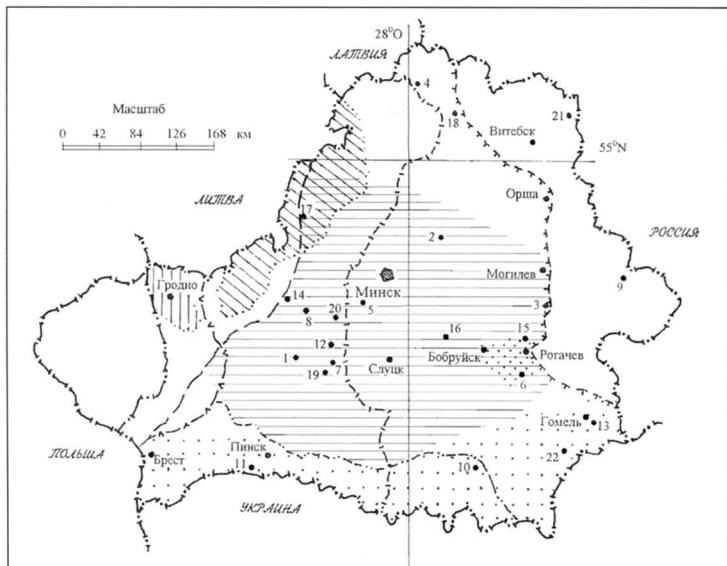 28°O
ЛАТВИЯ
4
Масштаб
0 42 84 126 168 км
18
21
Витебск
55°N
ЛИТВА
Орша
17
2
РОССИЯ
Гродно
Могилев
9
Минск
14
8
20
5
3
16
15
12
Бобруйск
Рогачев
1
7
Слуцк
19
6
Гомель
13
ПОЛЬША
Брест
Пинск
11
10
22
УКРАИНА